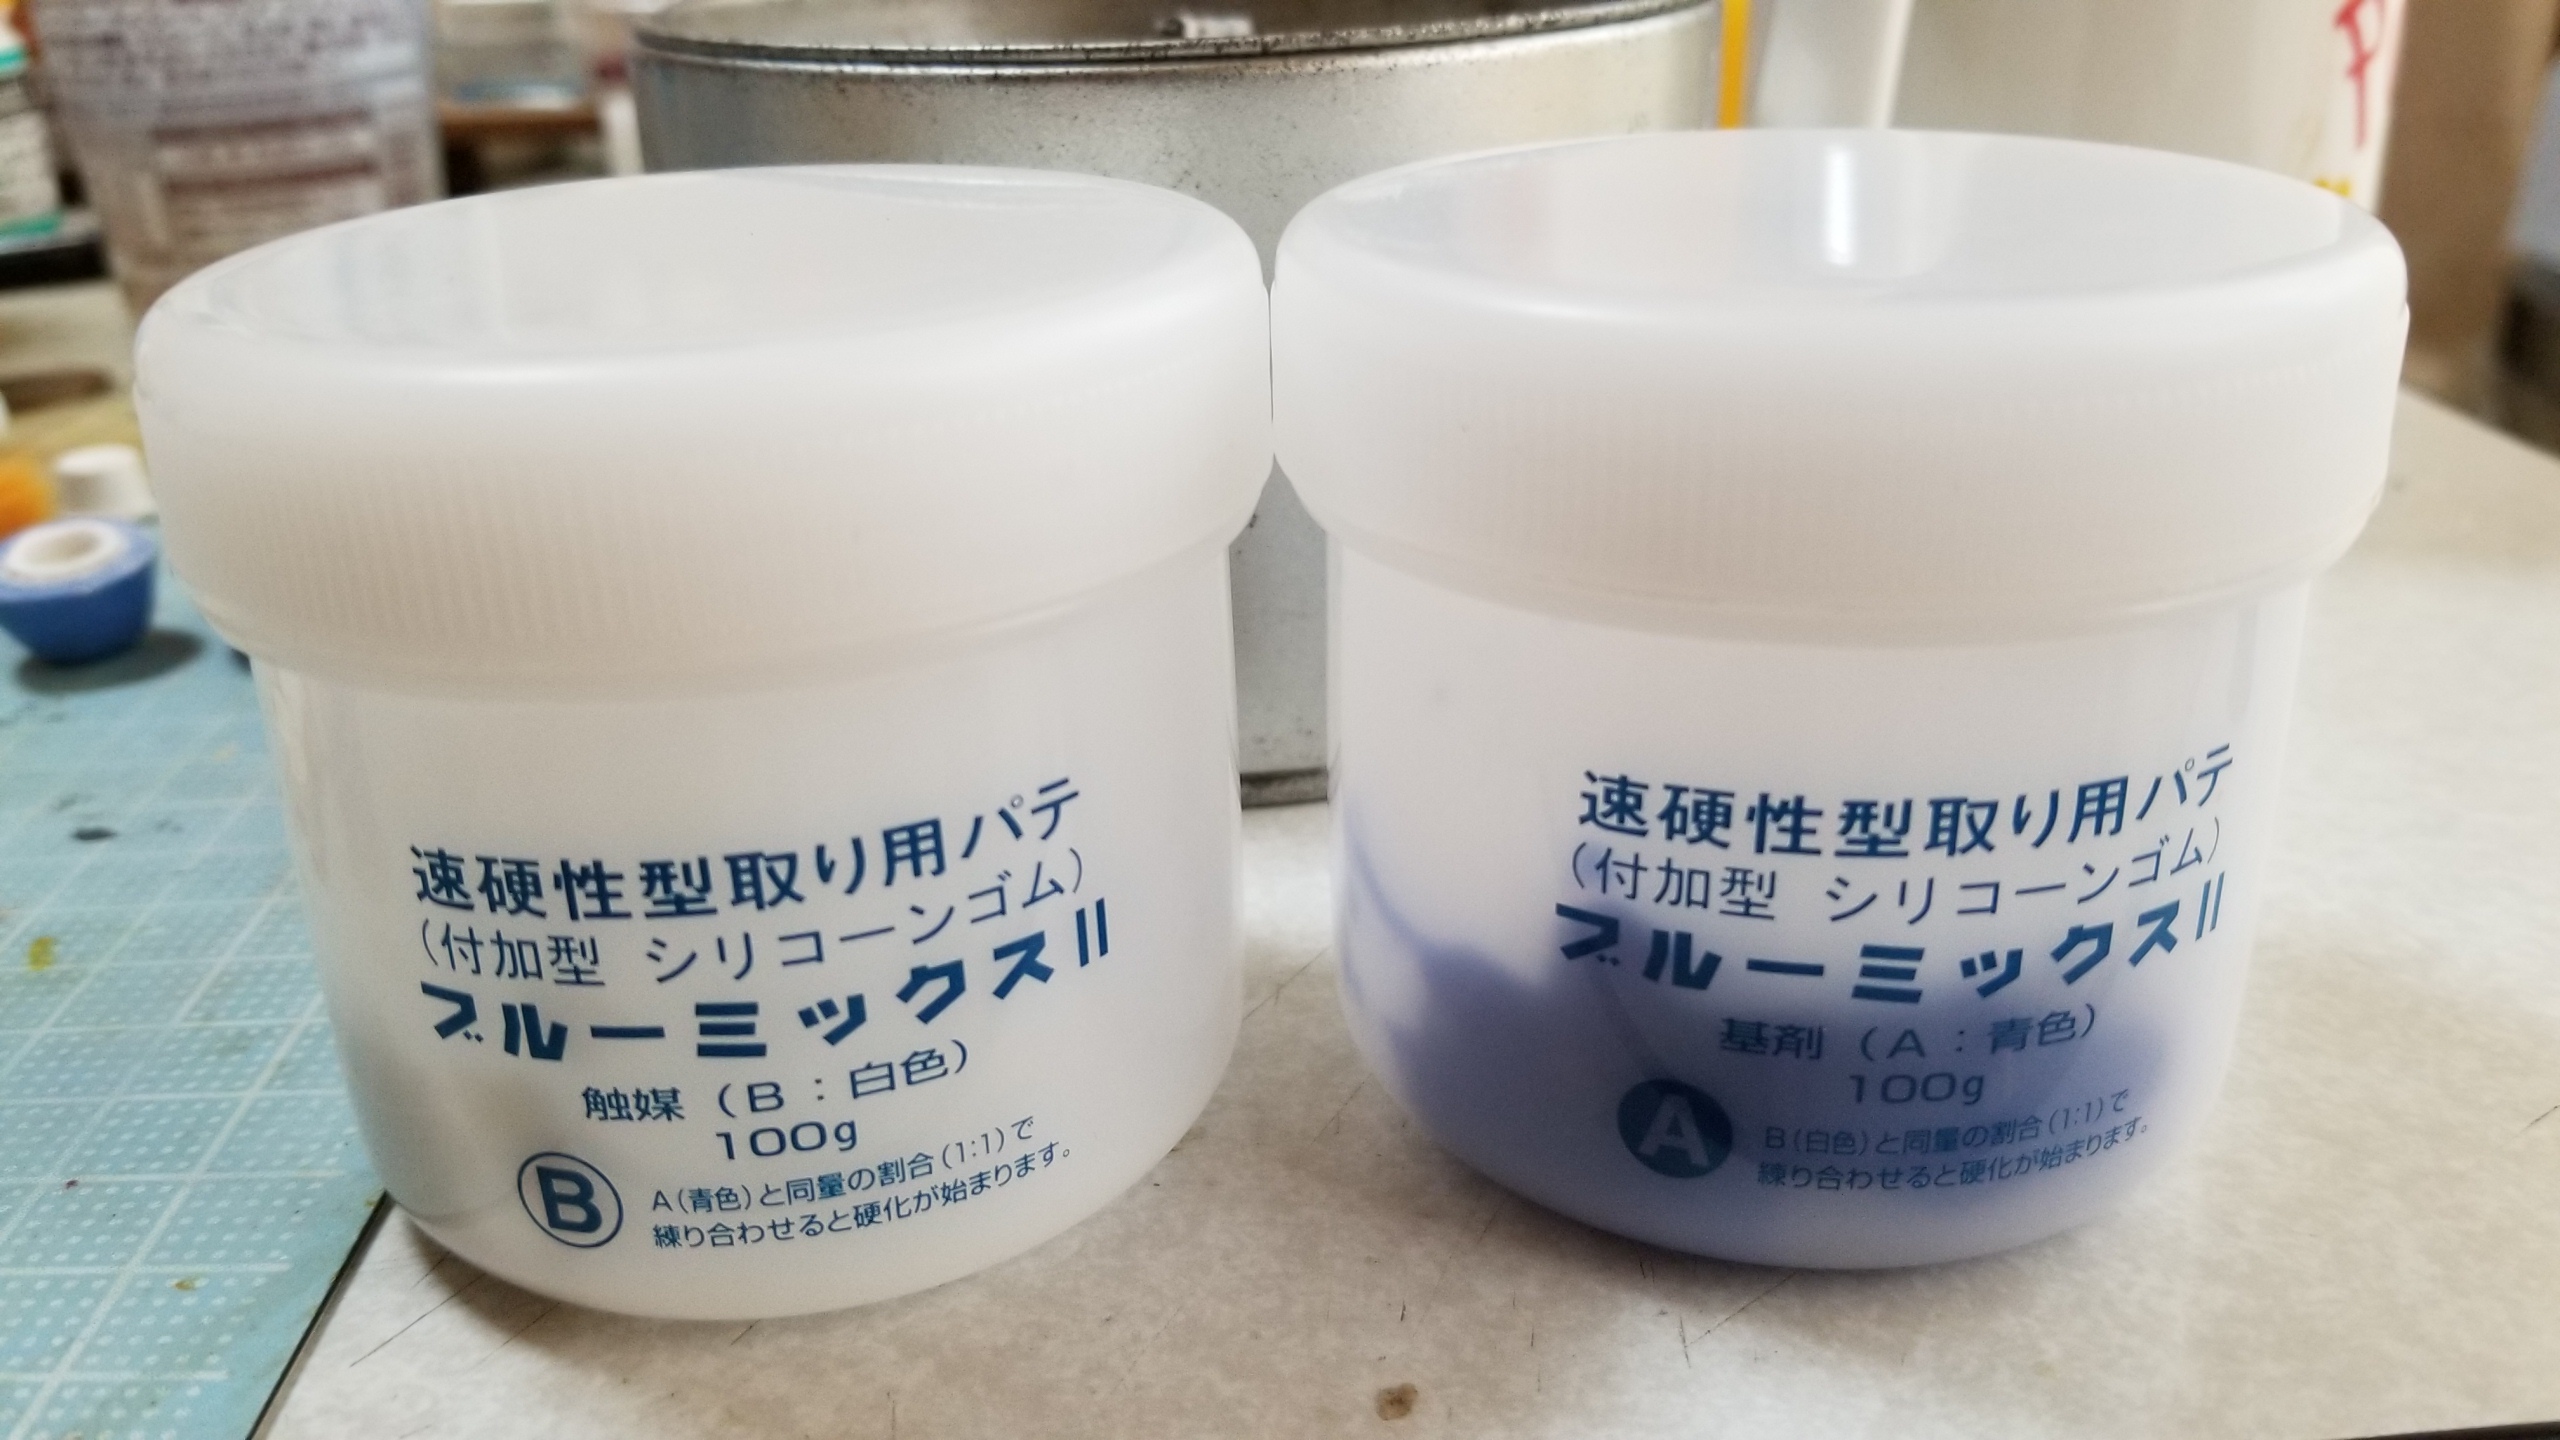 速硬性型取り用パテ
(付加型 シリコーンゴム)
ブルーミックスII
触媒 (B:白色)
100g
B
A(青色)と同量の割合(1:1)で
練り合わせると硬化が始まります。
速硬性型取り用パテ
(付加型 シリコーンゴム)
ブルーミックスII
基剤 (A:青色)
100g
A
B(白色)と同量の割合(1:1)で
練り合わせると硬化が始まります。